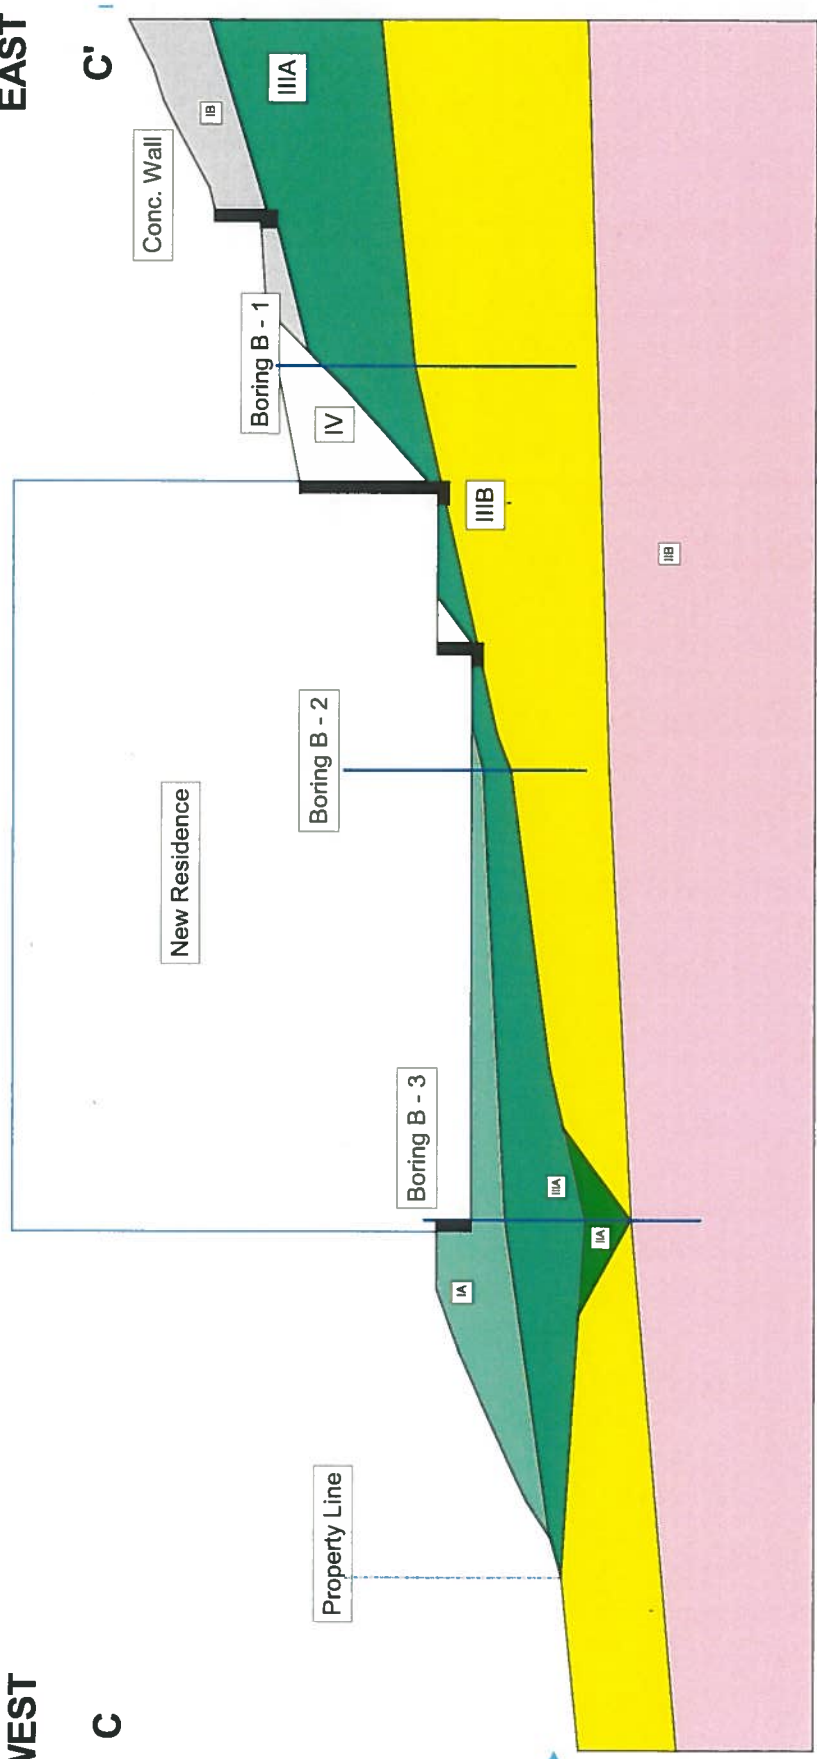 WEST
EAST
C
C'
Conc. Wall
New Residence
IB
Boring B - 1
IIIA
Boring B - 2
Property Line
IV
Boring B - 3
IA
IIIB
IIIA
IIA
IIB